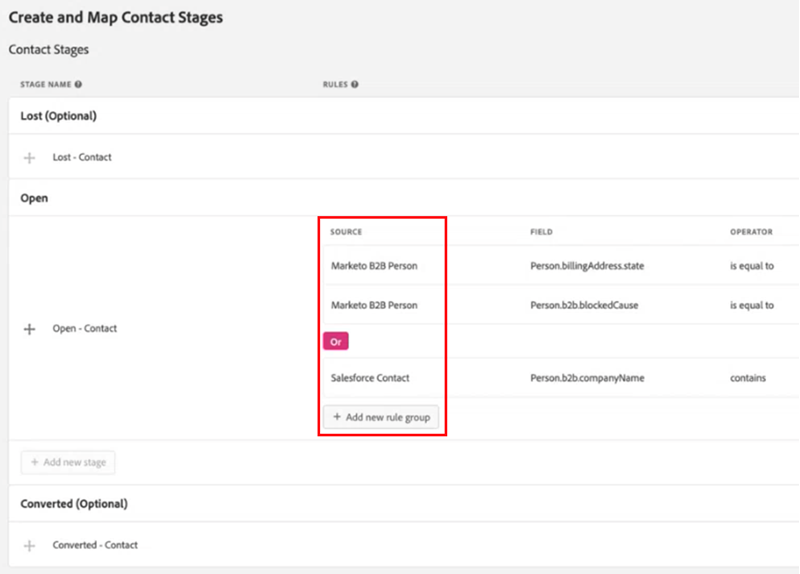 Create and Map Contact Stages
Contact Stages
STAGE NAME RULES
Lost (Optional)
Lost - Contact
Open
SOURCE FIELD OPERATOR
Marketo B2B Person Person.billingAddress.state is equal to
Marketo B2B Person Person.b2b.blockedCause is equal to
Open - Contact
Or
Salesforce Contact Person.b2b.companyName contains
+ Add new rule group
+ Add new stage
Converted (Optional)
Converted - Contact